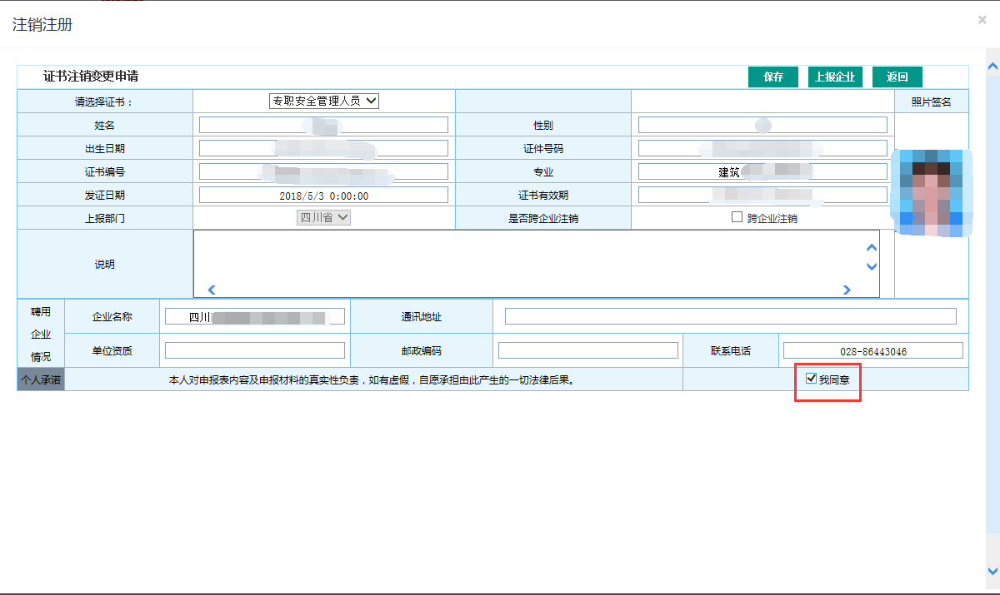 注销注册
×
证书注销变更申请 保存 上报企业 返回
请选择证书： 专职安全管理人员 照片签名
姓名 性别
出生日期 证件号码
证书编号 专业 建筑
发证日期 2018/5/3 0:00:00 证书有效期
上报部门 四川省 是否跨企业注销 跨企业注销
说明
聘用企业情况 企业名称 四川 通讯地址
单位资质 邮政编码 联系电话 028-86443046
个人承诺 本人对申报表内容及申报材料的真实性负责，如有虚假，自愿承担由此产生的一切法律后果。 我同意